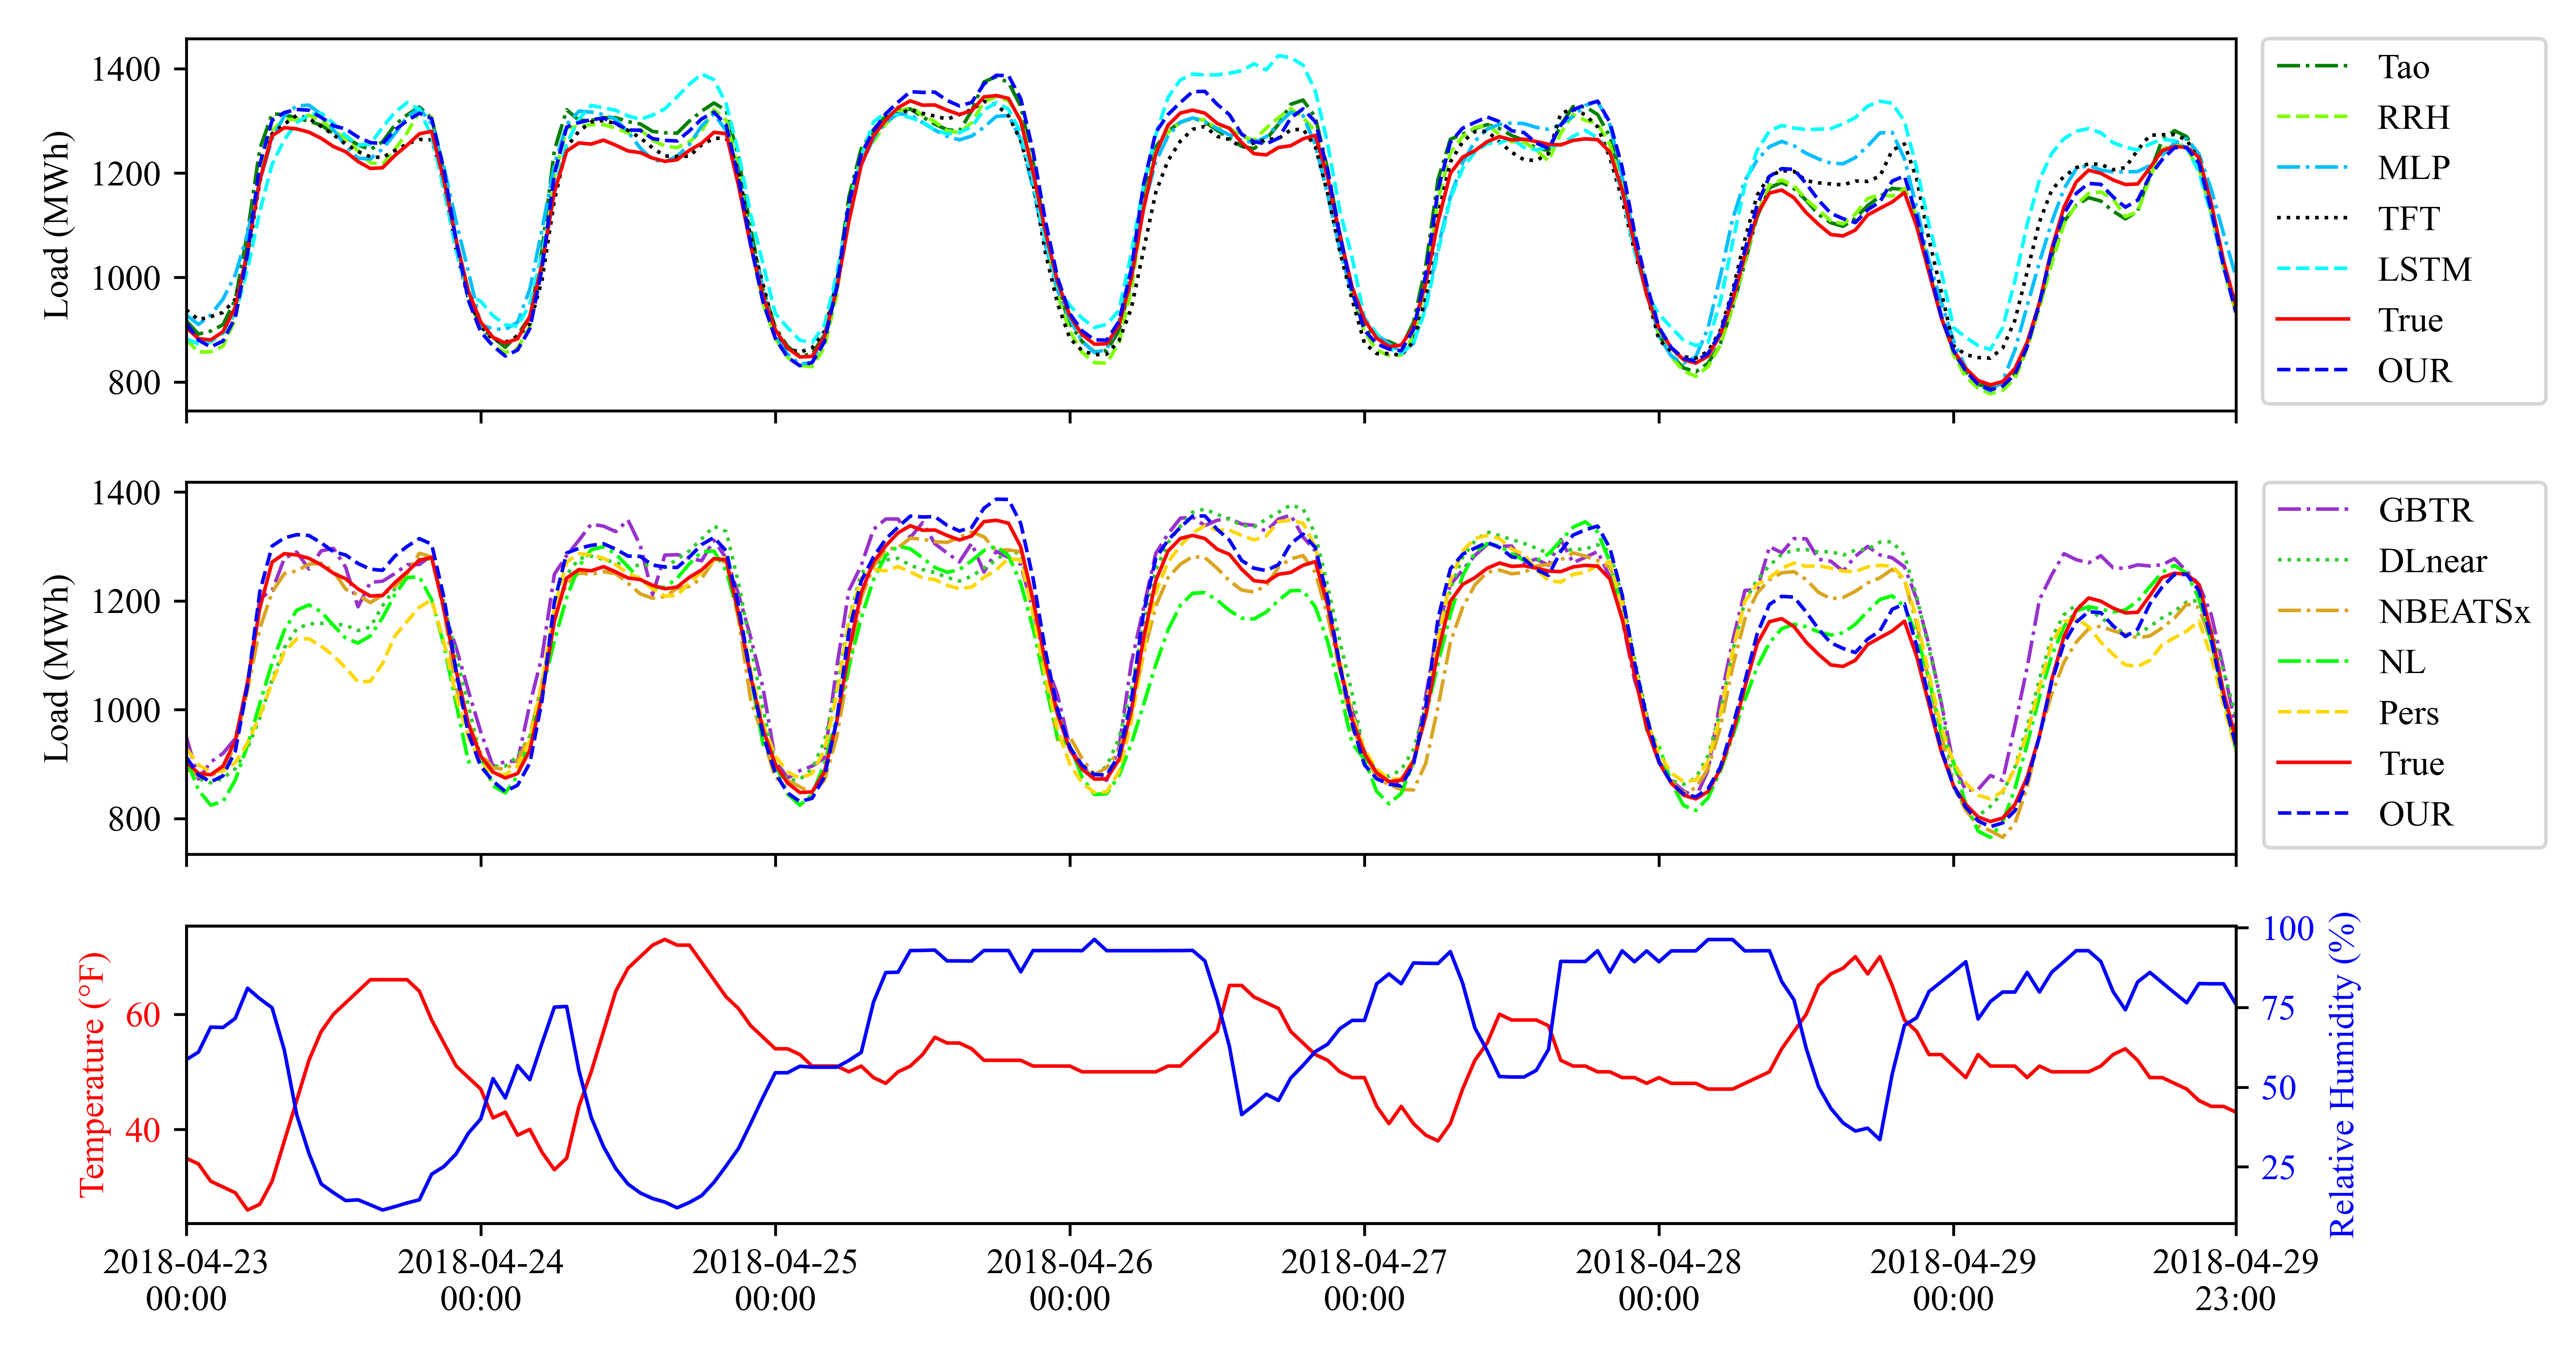 1400
1200
1000
800
Load (MWh)
Tao
RRH
MLP
TFT
LSTM
True
OUR
1400
1200
1000
800
Load (MWh)
GBTR
DLnear
NBEATSx
NL
Pers
True
OUR
60
40
Temperature (°F)
100
75
50
25
Relative Humidity (%)
2018-04-23 2018-04-24 2018-04-25 2018-04-26 2018-04-27 2018-04-28 2018-04-29 2018-04-29
00:00 00:00 00:00 00:00 00:00 00:00 00:00 23:00